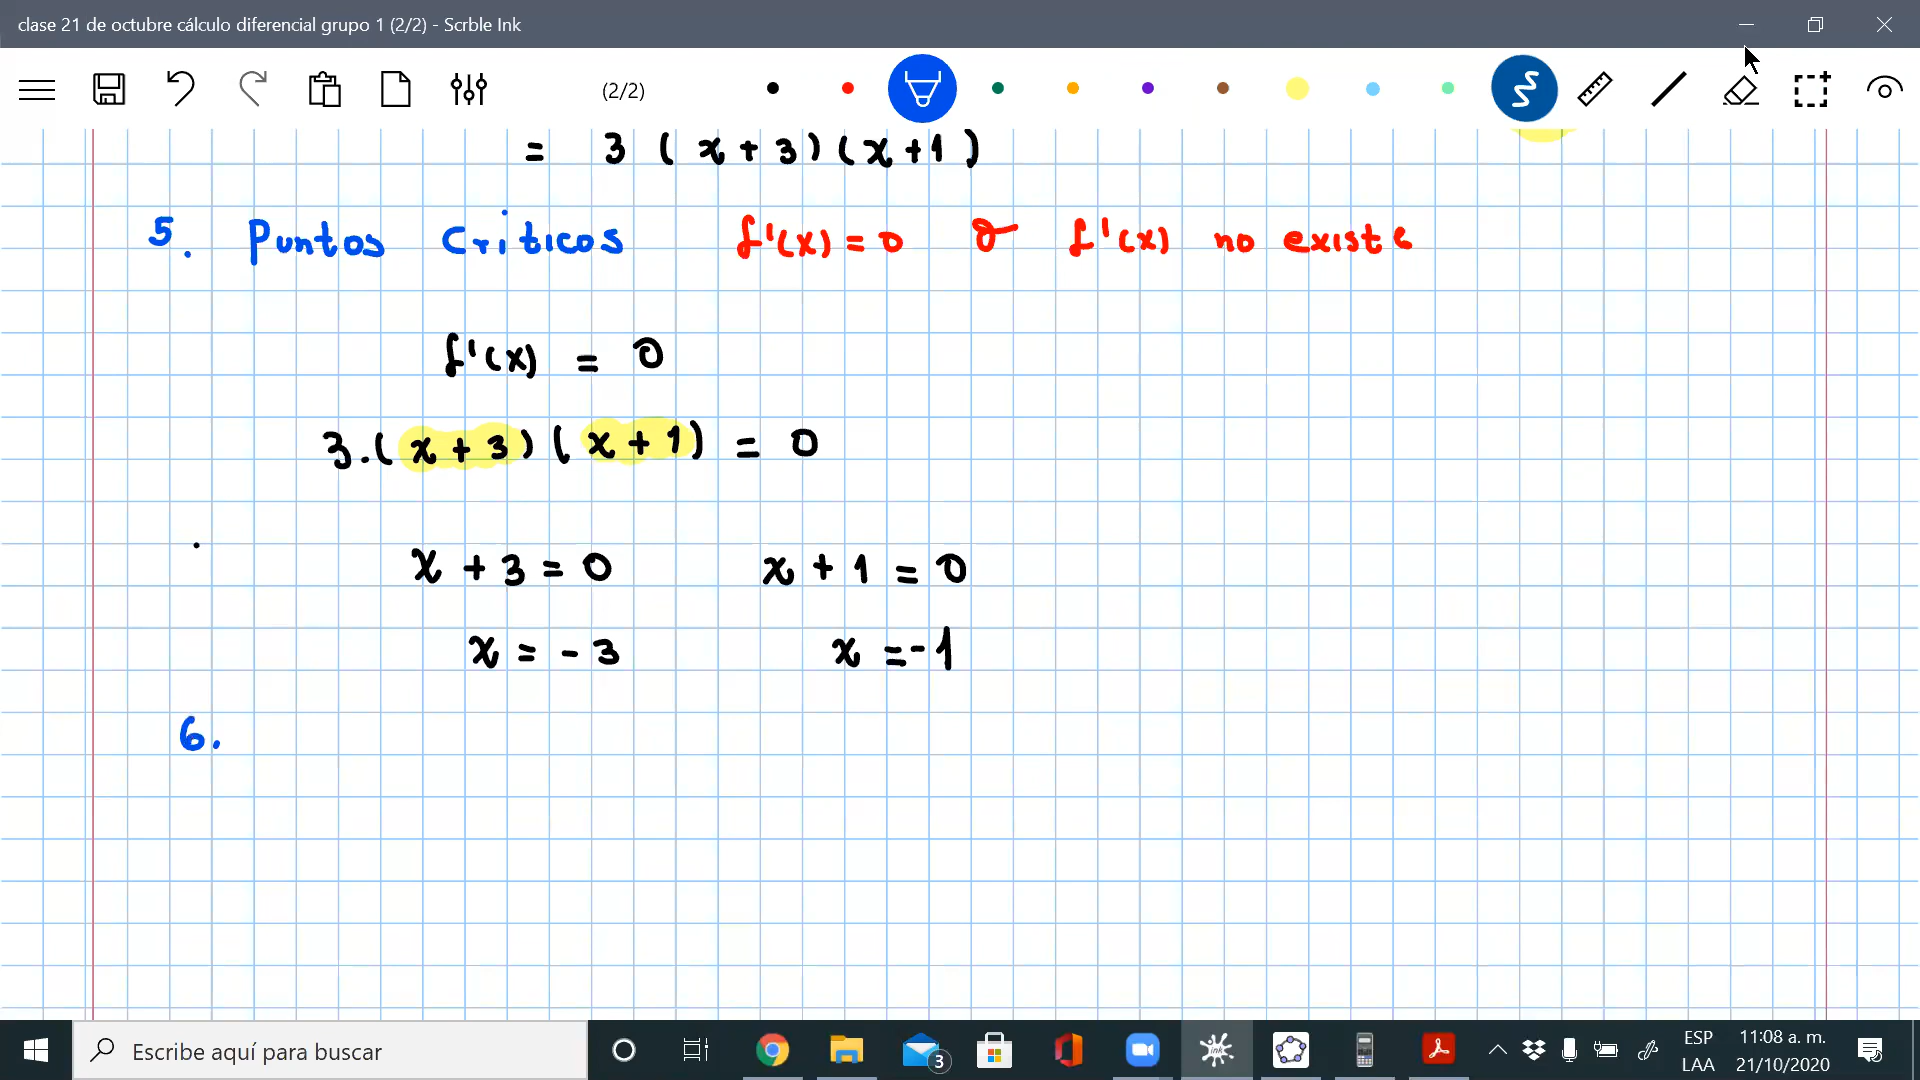 clase 21 de octubre cálculo diferencial grupo 1 (2/2) - Scrble Ink
(2/2)
= 3 (x+3)(x+1)
5. Puntos Críticos f'(x)=0 o f'(x) no existe
f'(x) = 0
3.(x+3)(x+1) = 0
x+3=0 x+1=0
x=-3 x=-1
6.
Escribe aquí para buscar
3
ESP 11:08 a. m.
LAA 21/10/2020